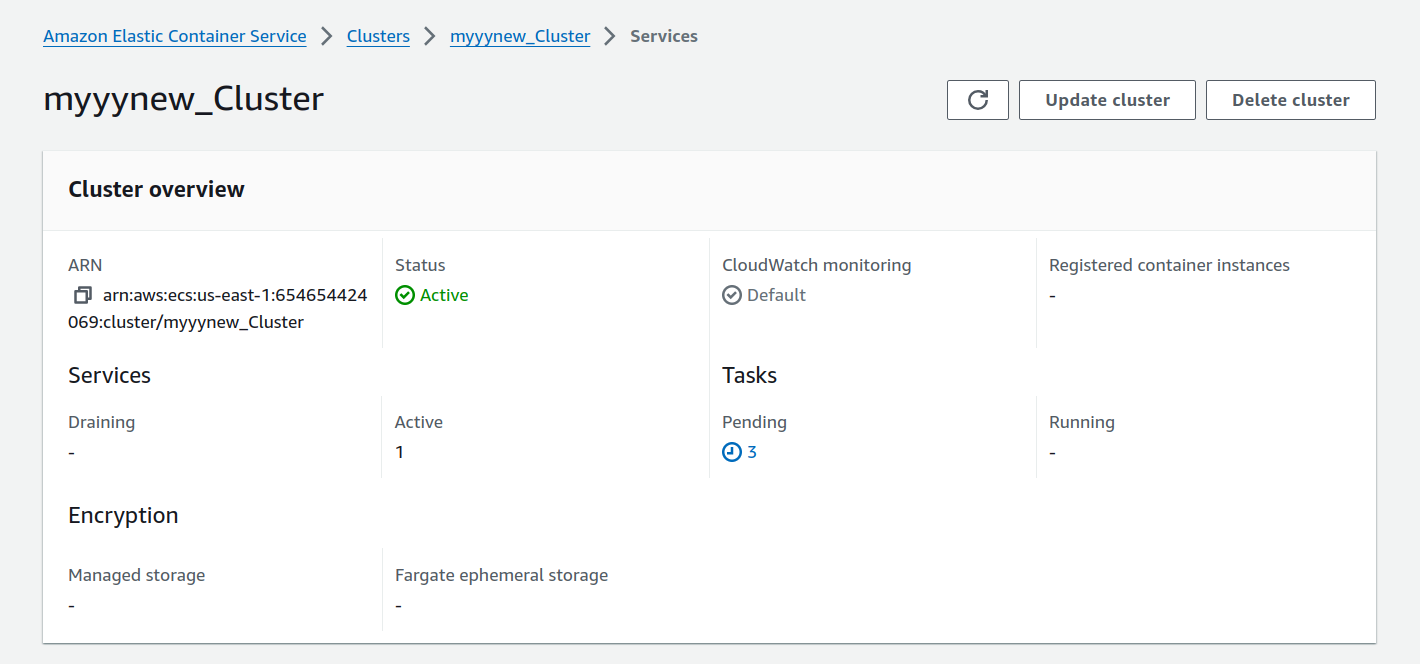 Amazon Elastic Container Service > Clusters > myyynew_Cluster > Services
myyynew_Cluster
Update cluster
Delete cluster
Cluster overview
ARN
arn:aws:ecs:us-east-1:654654424
069:cluster/myyynew_Cluster
Status
Active
CloudWatch monitoring
Default
Registered container instances
-
Services
Draining
-
Active
1
Tasks
Pending
3
Running
-
Encryption
Managed storage
-
Fargate ephemeral storage
-